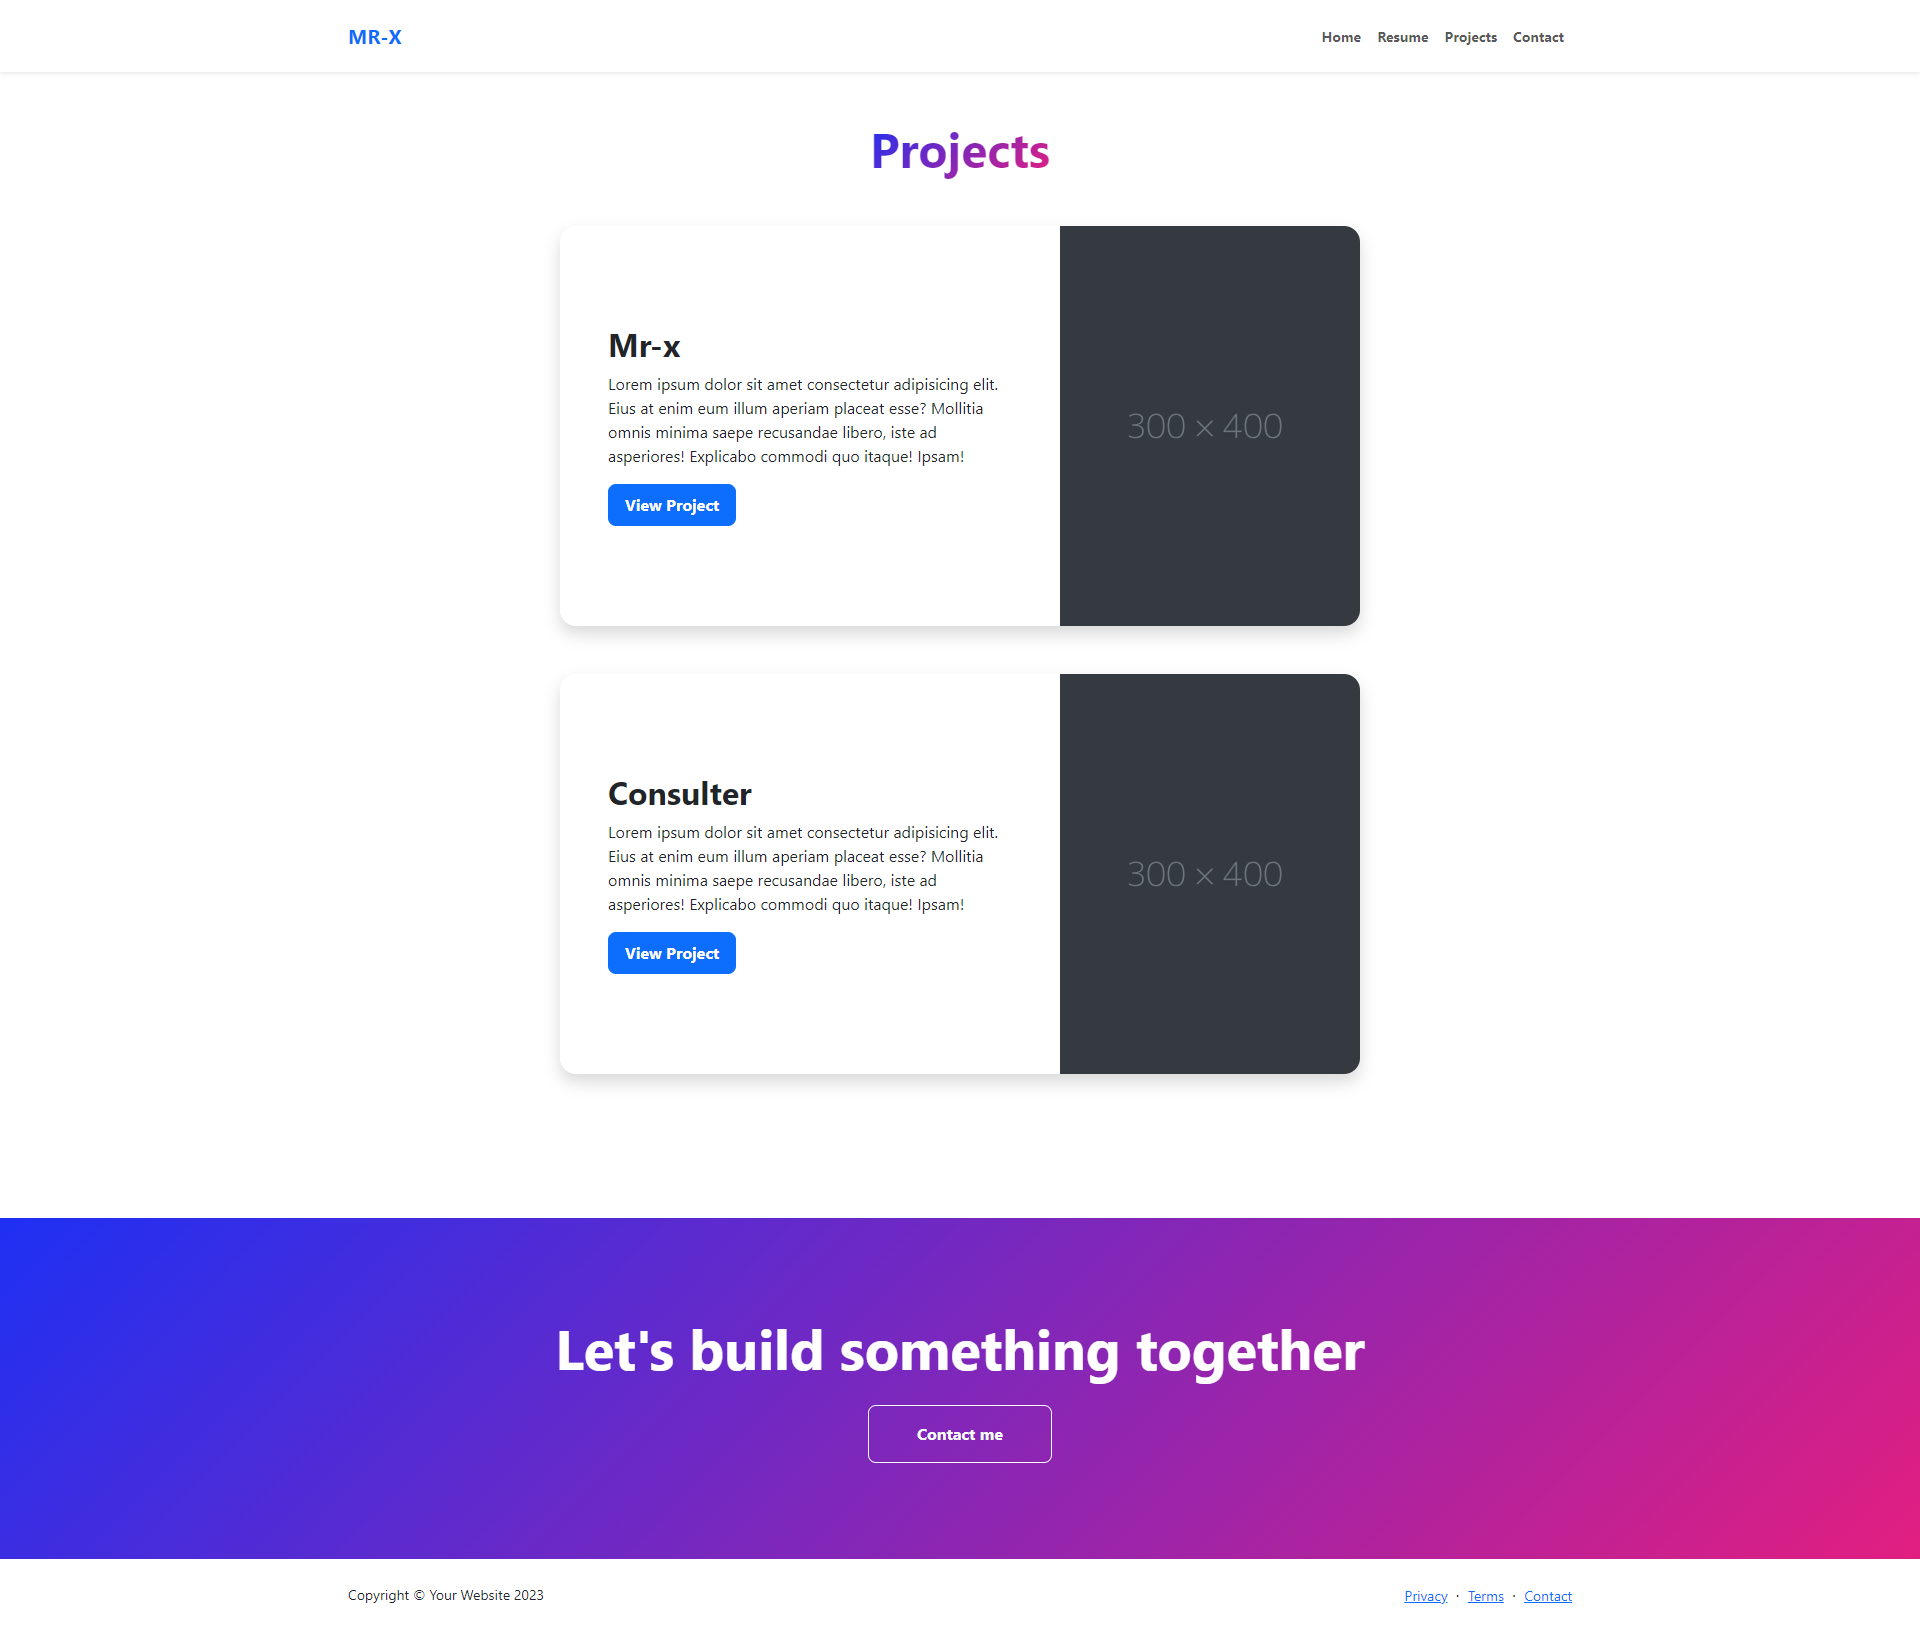 MR-X
Home Resume Projects Contact
Projects
Mr-x
Lorem ipsum dolor sit amet consectetur adipisicing elit.
Eius at enim eum illum aperiam placeat esse? Mollitia
omnis minima saepe recusandae libero, iste ad
asperiores! Explicabo commodi quo itaque! Ipsam!
View Project
300 × 400
Consulter
Lorem ipsum dolor sit amet consectetur adipisicing elit.
Eius at enim eum illum aperiam placeat esse? Mollitia
omnis minima saepe recusandae libero, iste ad
asperiores! Explicabo commodi quo itaque! Ipsam!
View Project
300 × 400
Let's build something together
Contact me
Copyright © Your Website 2023
Privacy · Terms · Contact